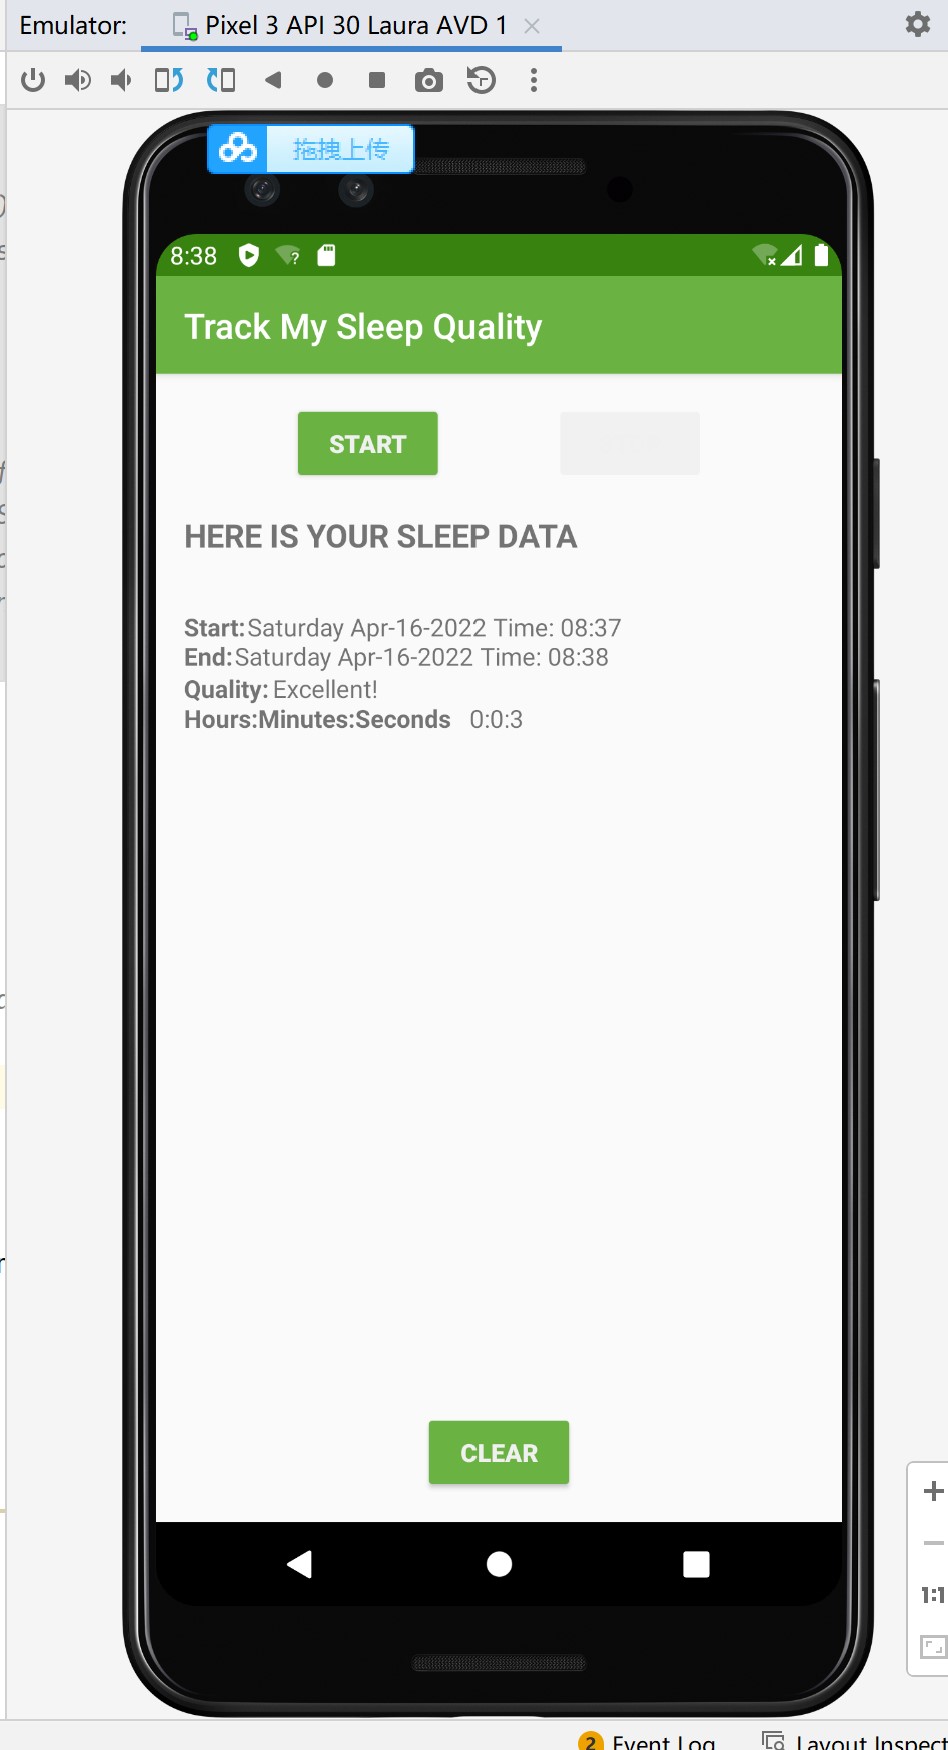 Emulator: Pixel 3 API 30 Laura AVD 1
拖拽上传
8:38
Track My Sleep Quality
START
HERE IS YOUR SLEEP DATA
Start: Saturday Apr-16-2022 Time: 08:37
End: Saturday Apr-16-2022 Time: 08:38
Quality: Excellent!
Hours:Minutes:Seconds 0:0:3
CLEAR
1:1
2 Event Log Layout Inspect